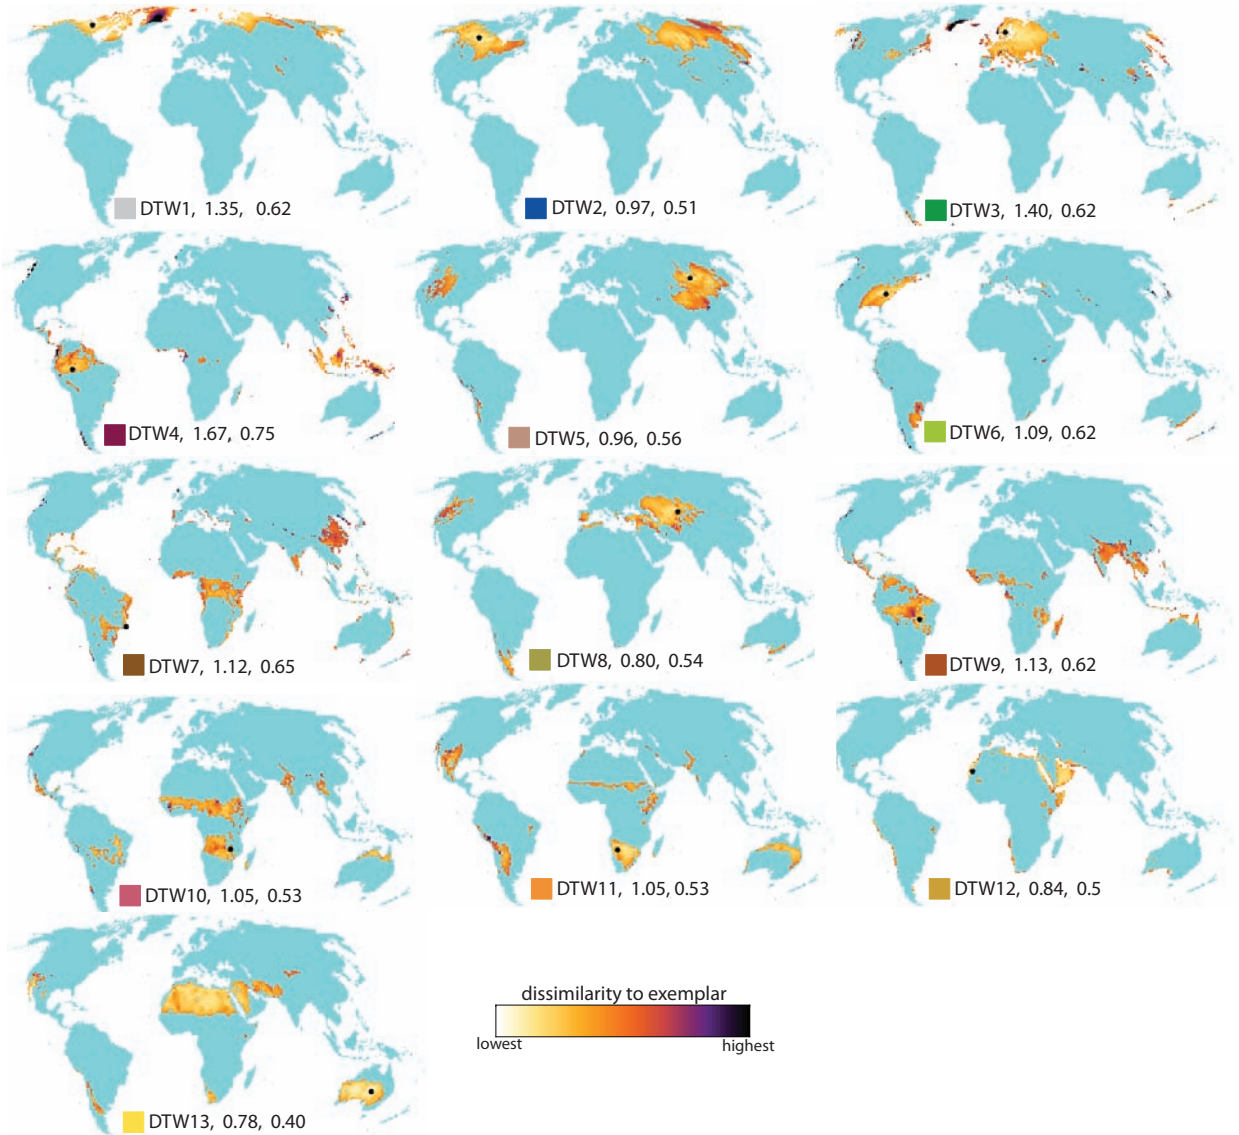 DTW1, 1.35, 0.62
DTW2, 0.97, 0.51
DTW3, 1.40, 0.62
DTW4, 1.67, 0.75
DTW5, 0.96, 0.56
DTW6, 1.09, 0.62
DTW7, 1.12, 0.65
DTW8, 0.80, 0.54
DTW9, 1.13, 0.62
DTW10, 1.05, 0.53
DTW11, 1.05, 0.53
DTW12, 0.84, 0.5
DTW13, 0.78, 0.40
dissimilarity to exemplar
lowest
highest